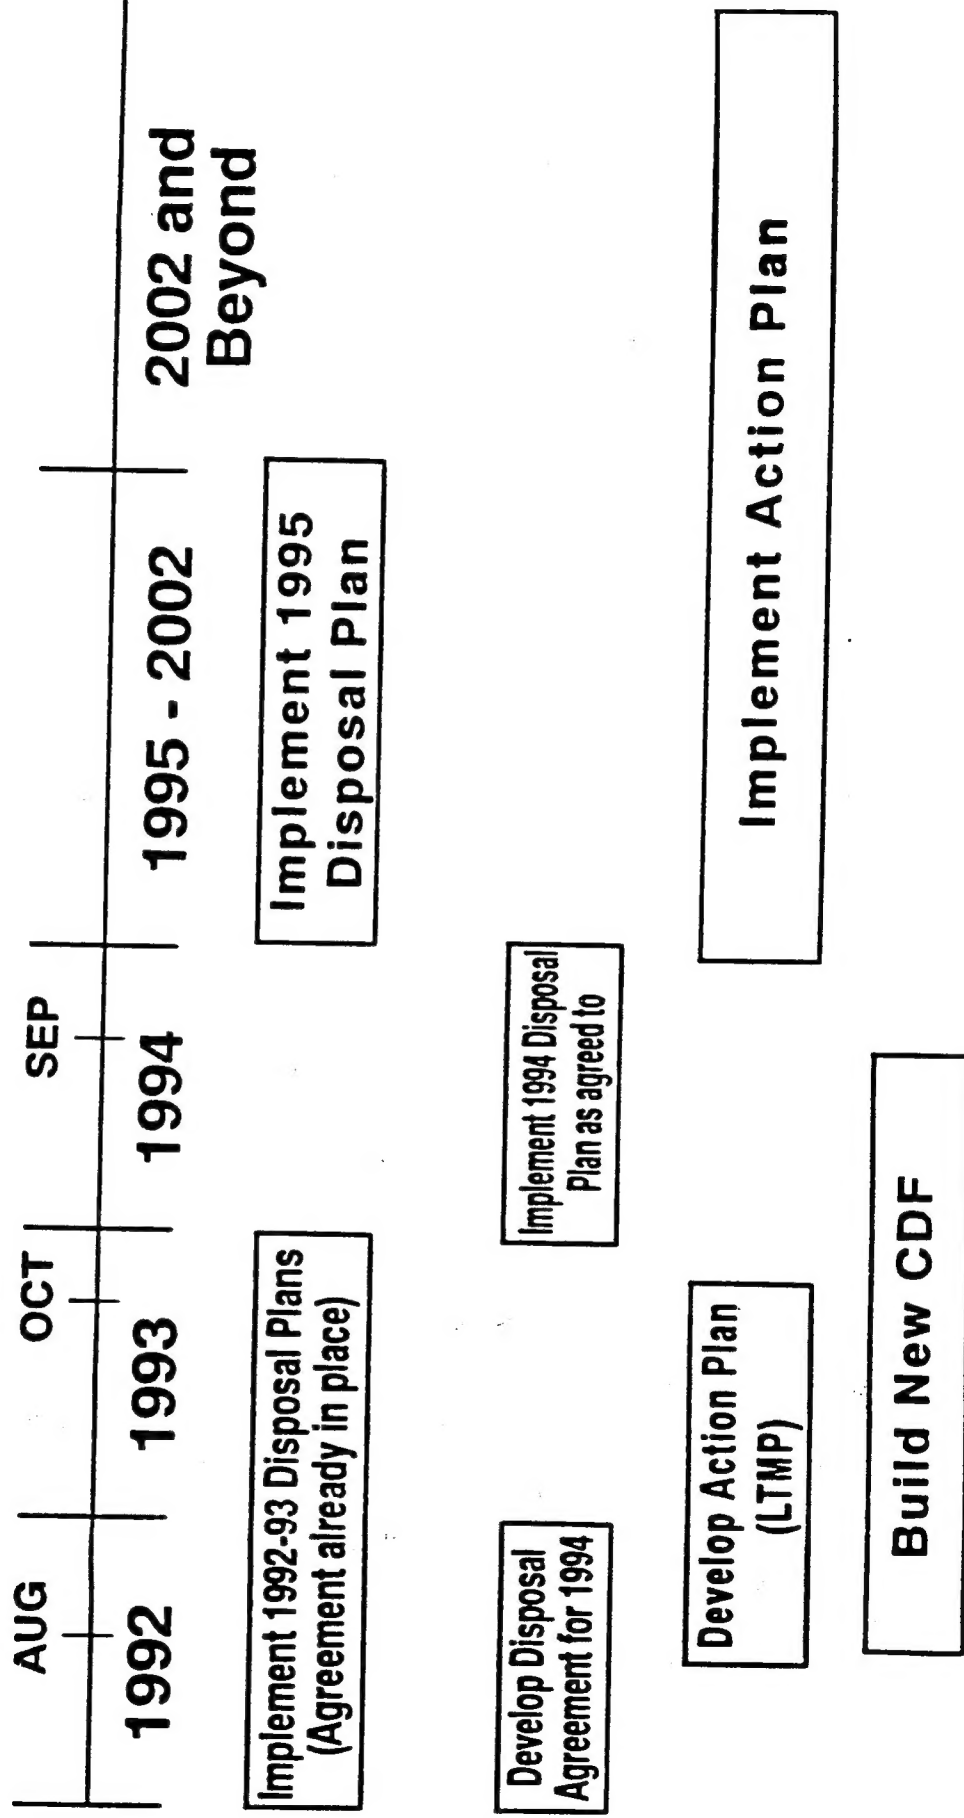 AUG
OCT
SEP
1992
1993
1994
1995 - 2002
2002 and
Beyond
Implement 1992-93 Disposal Plans
(Agreement already in place)
Implement 1995
Disposal Plan
Develop Disposal
Agreement for 1994
Implement 1994 Disposal
Plan as agreed to
Develop Action Plan
(LTMP)
Implement Action Plan
Build New CDF